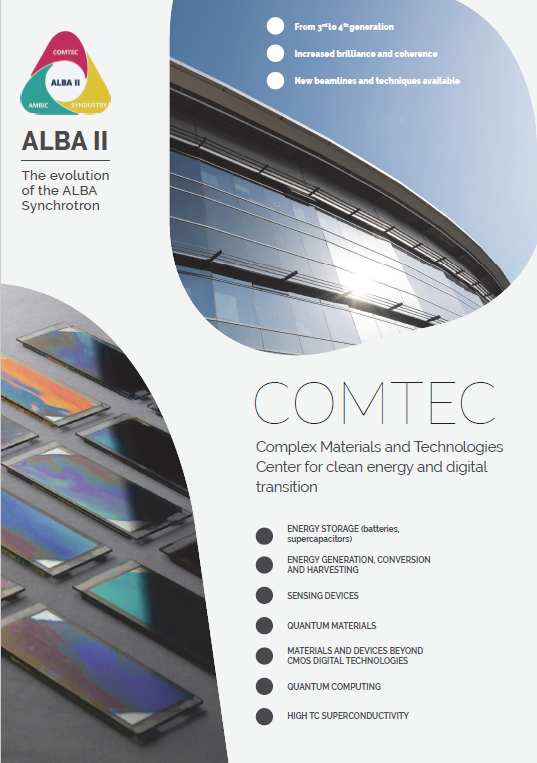 From 3rd to 4th generation
Increased brilliance and coherence
New beamlines and techniques available
COMTEC
ALBA II
AMBIC
SYNDUSTRY
ALBA II
The evolution
of the ALBA
Synchrotron
COMTEC
Complex Materials and Technologies
Center for clean energy and digital
transition
ENERGY STORAGE (batteries,
supercapacitors)
ENERGY GENERATION, CONVERSION
AND HARVESTING
SENSING DEVICES
QUANTUM MATERIALS
MATERIALS AND DEVICES BEYOND
CMOS DIGITAL TECHNOLOGIES
QUANTUM COMPUTING
HIGH TC SUPERCONDUCTIVITY